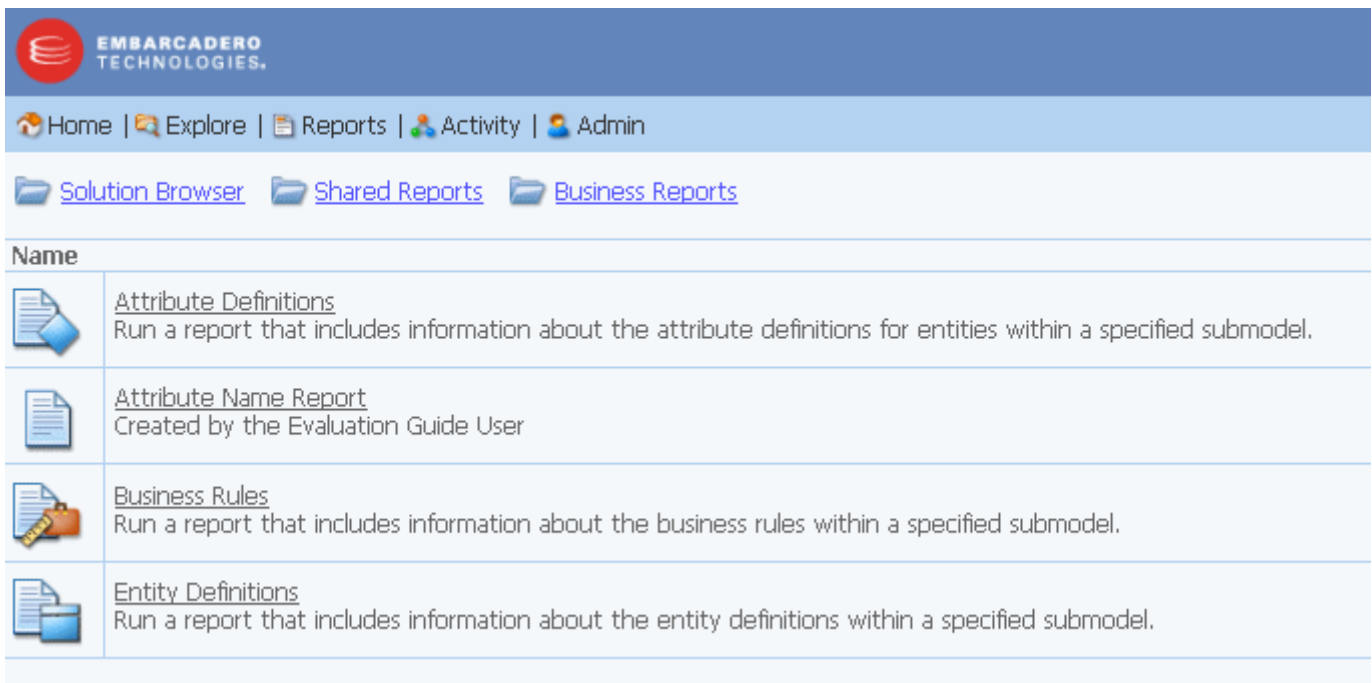 EMBARCADERO
TECHNOLOGIES.
Home | Explore | Reports | Activity | Admin
Solution Browser Shared Reports Business Reports
Name
Attribute Definitions
Run a report that includes information about the attribute definitions for entities within a specified submodel.
Attribute Name Report
Created by the Evaluation Guide User
Business Rules
Run a report that includes information about the business rules within a specified submodel.
Entity Definitions
Run a report that includes information about the entity definitions within a specified submodel.